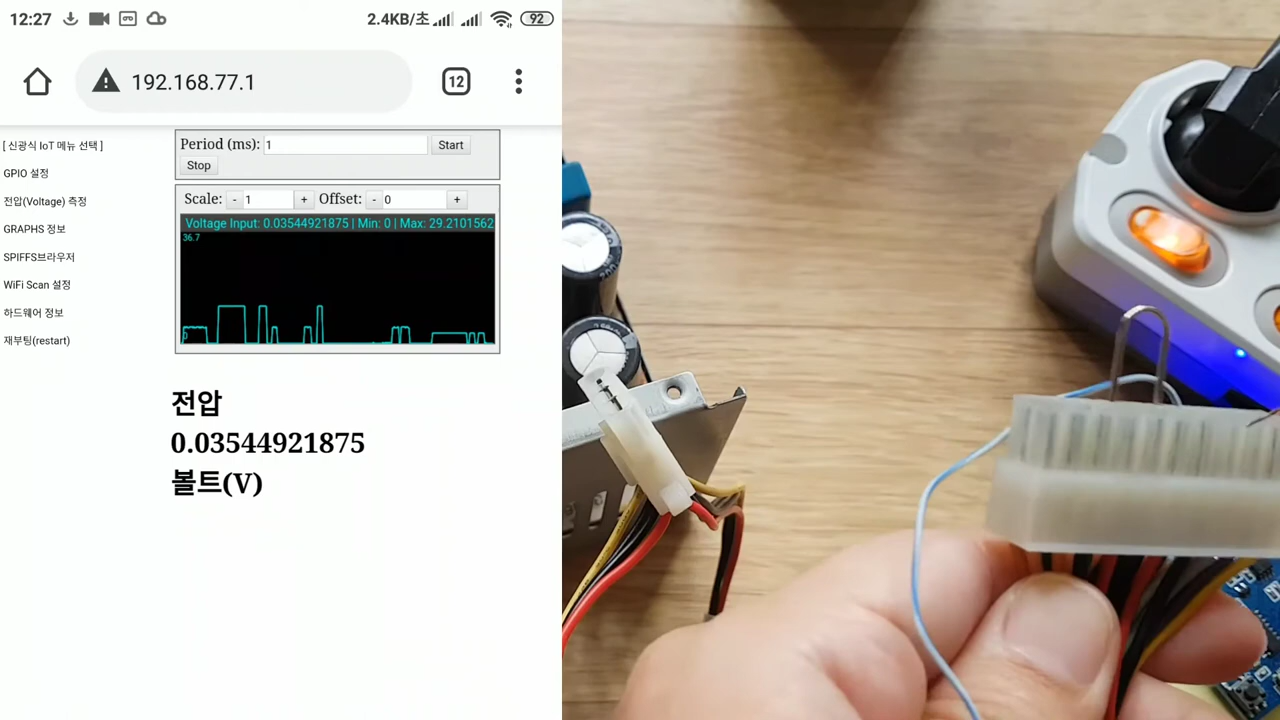 12:27
2.4KB/초
92
192.168.77.1
12
[ 신광식 IoT 메뉴 선택 ]
GPIO 설정
전압(Voltage) 측정
GRAPHS 정보
SPIFFS브라우저
WiFi Scan 설정
하드웨어 정보
재부팅(restart)
Period (ms): 1 Start
Stop
Scale: - 1 + Offset: - 0 +
Voltage Input: 0.03544921875 | Min: 0 | Max: 29.2101562
36.7
전압
0.03544921875
볼트(V)